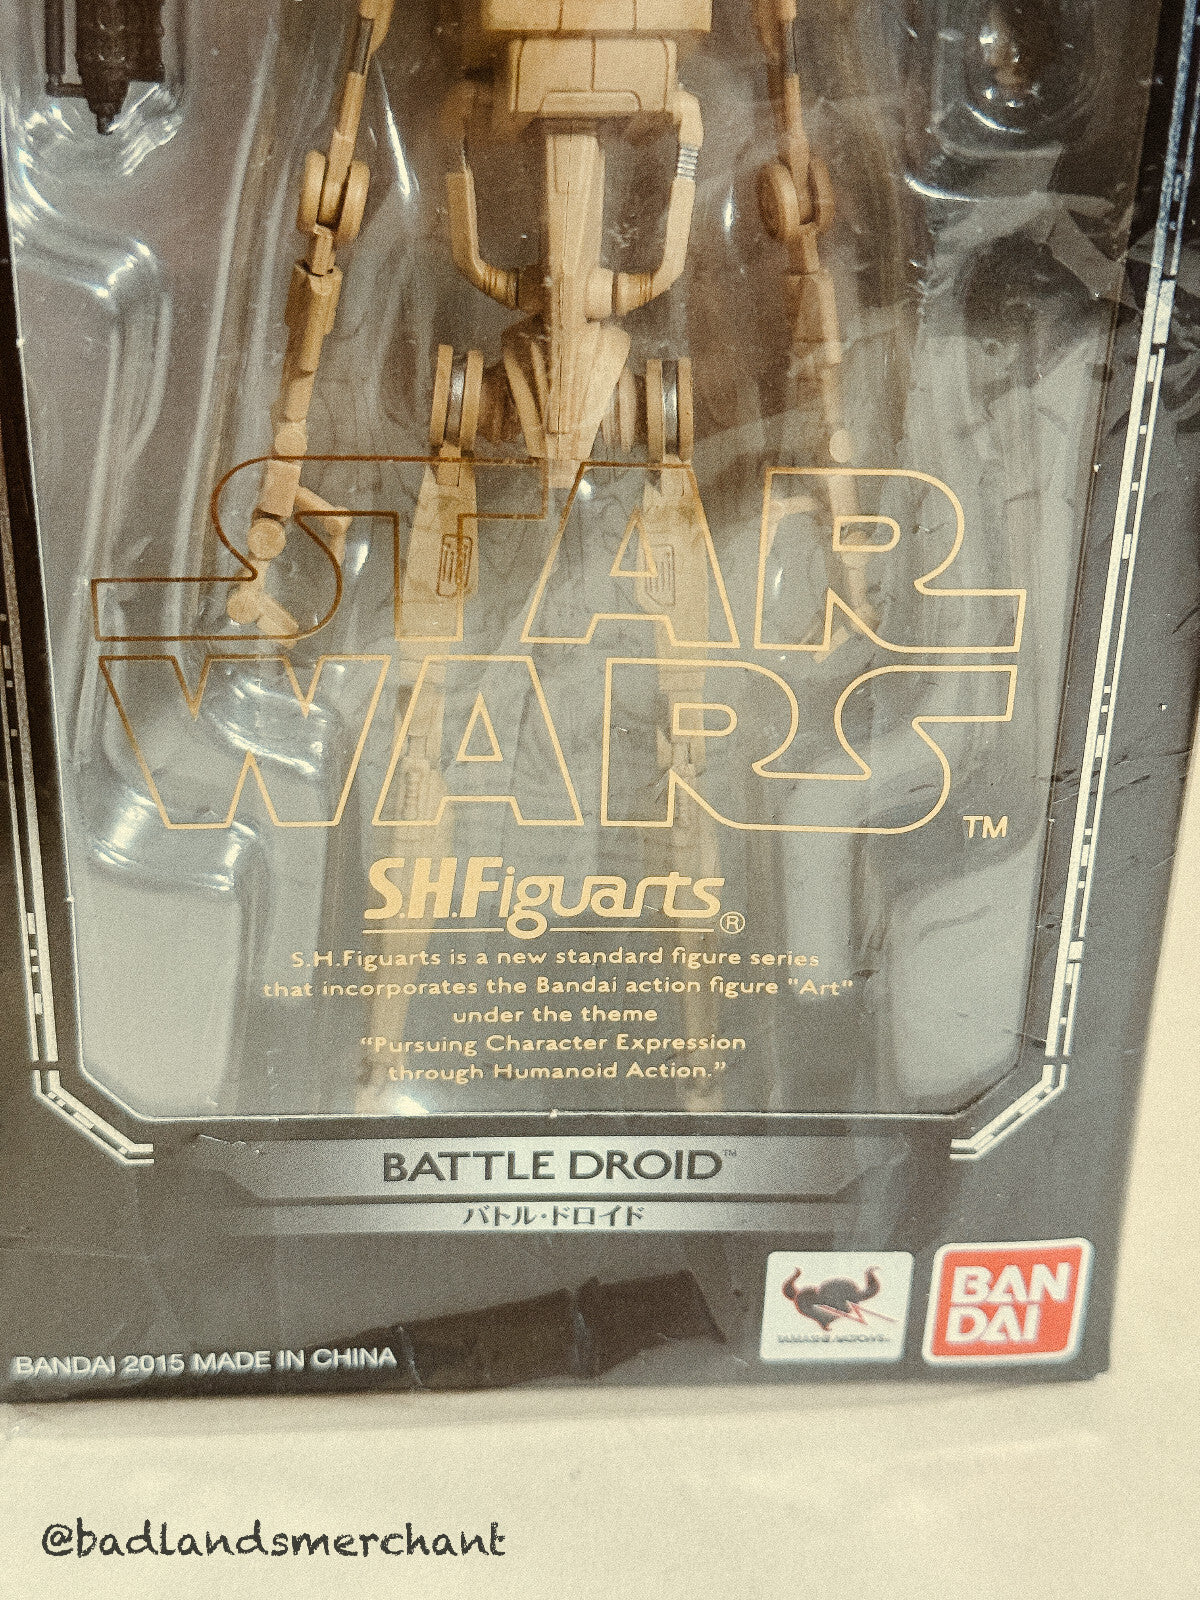 STAR
WARS
TM
S.H.Figuarts®
S.H.Figuarts is a new standard figure series
that incorporates the Bandai action figure "Art"
under the theme
“Pursuing Character Expression
through Humanoid Action.”
BATTLE DROID™
バトル・ドロイド
BAN
DAI
BANDAI 2015 MADE IN CHINA
@badlandsmerchant